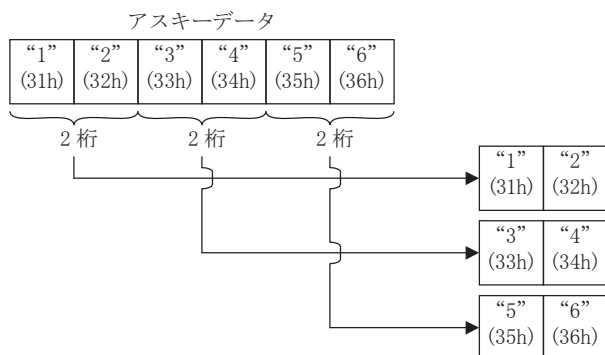 アスキーデータ
“1” “2” “3” “4” “5” “6”
(31h) (32h) (33h) (34h) (35h) (36h)
2 桁 2 桁 2 桁
“1” “2”
(31h) (32h)
“3” “4”
(33h) (34h)
“5” “6”
(35h) (36h)